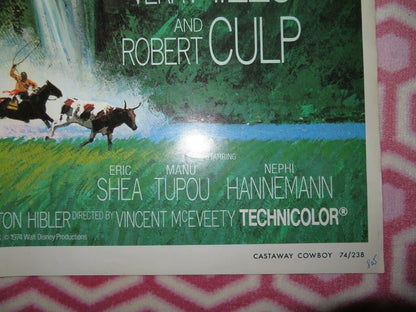 AND
ROBERT CULP
STARRING
ERIC MANU NEPHI
SHEA TUPOU HANNEMANN
TON HIBLER DIRECTED BY VINCENT McEVEETY TECHNICOLOR®
© 1974 Walt Disney Productions
CASTAWAY COWBOY 74/238